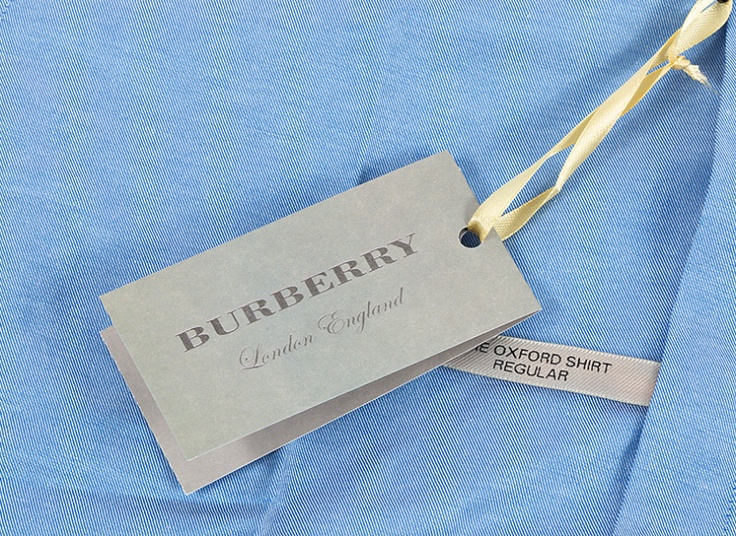 BURBERRY
London England
OXFORD SHIRT
REGULAR